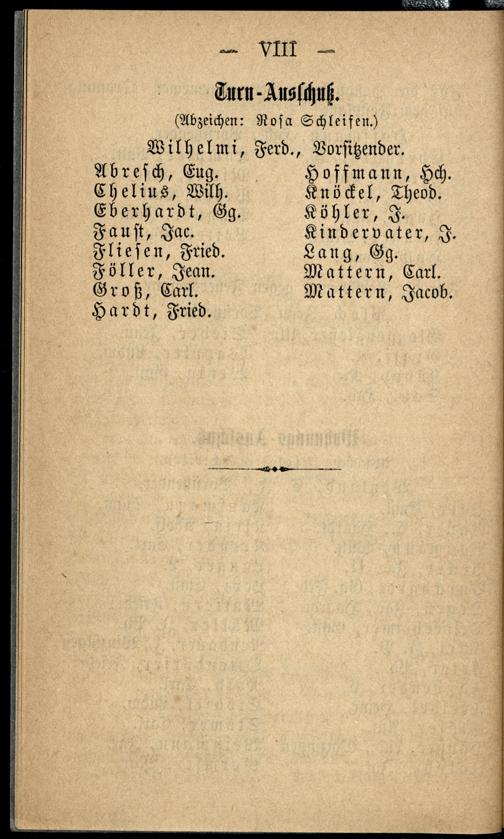 — VIII —
Turn-Ausschuß.
(Abzeichen: Rosa Schleifen.)
Wilhelmi, Ferd., Vorsitzender.
Abresch, Eug.
Chelius, Wilh.
Eberhardt, Gg.
Faust, Jac.
Fliesen, Fried.
Föller, Jean.
Groß, Carl.
Hardt, Fried.
Hoffmann, Hch.
Knöckel, Theod.
Köhler, J.
Kindervater, J.
Lang, Gg.
Mattern, Carl.
Mattern, Jacob.